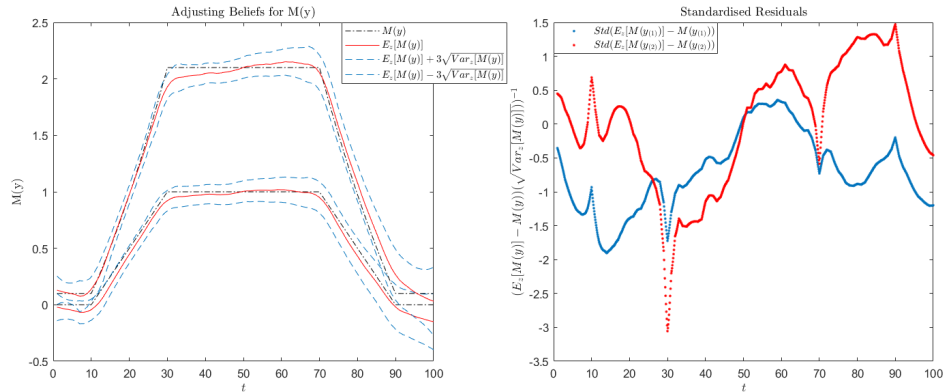 Adjusting Beliefs for M(y)
M(y)
E_z[M(y)]
E_z[M(y)] + 3√Var_z[M(y)]
E_z[M(y)] − 3√Var_z[M(y)]
M(y)
2.5
2
1.5
1
0.5
0
-0.5
0 10 20 30 40 50 60 70 80 90 100
t
Standardised Residuals
Std(E_z[M(y_(1))] − M(y_(1)))
Std(E_z[M(y_(2))] − M(y_(2)))
(E_z[M(y)] − M(y))(√Var_z[M(y)])^−1
1.5
1
0.5
0
-0.5
-1
-1.5
-2
-2.5
-3
-3.5
0 10 20 30 40 50 60 70 80 90 100
t